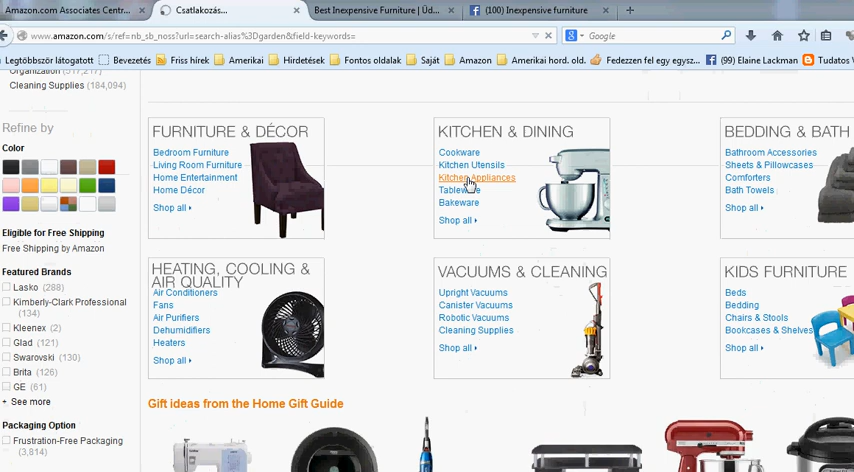 Amazon.com Associates Centr...
Csatlakozás...
Best Inexpensive Furniture | Üd...
(100) Inexpensive furniture
www.amazon.com/s/ref=nb_sb_noss?url=search-alias%3Dgarden&field-keywords=
Google
Legtöbbször látogatott
Bevezetés
Friss hírek
Amerikai
Hirdetések
Fontos oldalak
Saját
Amazon
Amerikai hord. old.
Fedezzen fel egy egysz...
(99) Elaine Lackman
Tudatos V
Organization (517,217)
Cleaning Supplies (184,094)
Refine by
Color
Eligible for Free Shipping
Free Shipping by Amazon
Featured Brands
Lasko (288)
Kimberly-Clark Professional
(134)
Kleenex (2)
Glad (121)
Swarovski (130)
Brita (126)
GE (61)
+ See more
Packaging Option
Frustration-Free Packaging
(3,814)
FURNITURE & DÉCOR
Bedroom Furniture
Living Room Furniture
Home Entertainment
Home Décor
Shop all
KITCHEN & DINING
Cookware
Kitchen Utensils
Kitchen Appliances
Tableware
Bakeware
Shop all
BEDDING & BATH
Bathroom Accessories
Sheets & Pillowcases
Comforters
Bath Towels
Shop all
HEATING, COOLING &
AIR QUALITY
Air Conditioners
Fans
Air Purifiers
Dehumidifiers
Heaters
Shop all
VACUUMS & CLEANING
Upright Vacuums
Canister Vacuums
Robotic Vacuums
Cleaning Supplies
Shop all
KIDS FURNITURE
Beds
Bedding
Chairs & Stools
Bookcases & Shelves
Shop all
Gift ideas from the Home Gift Guide